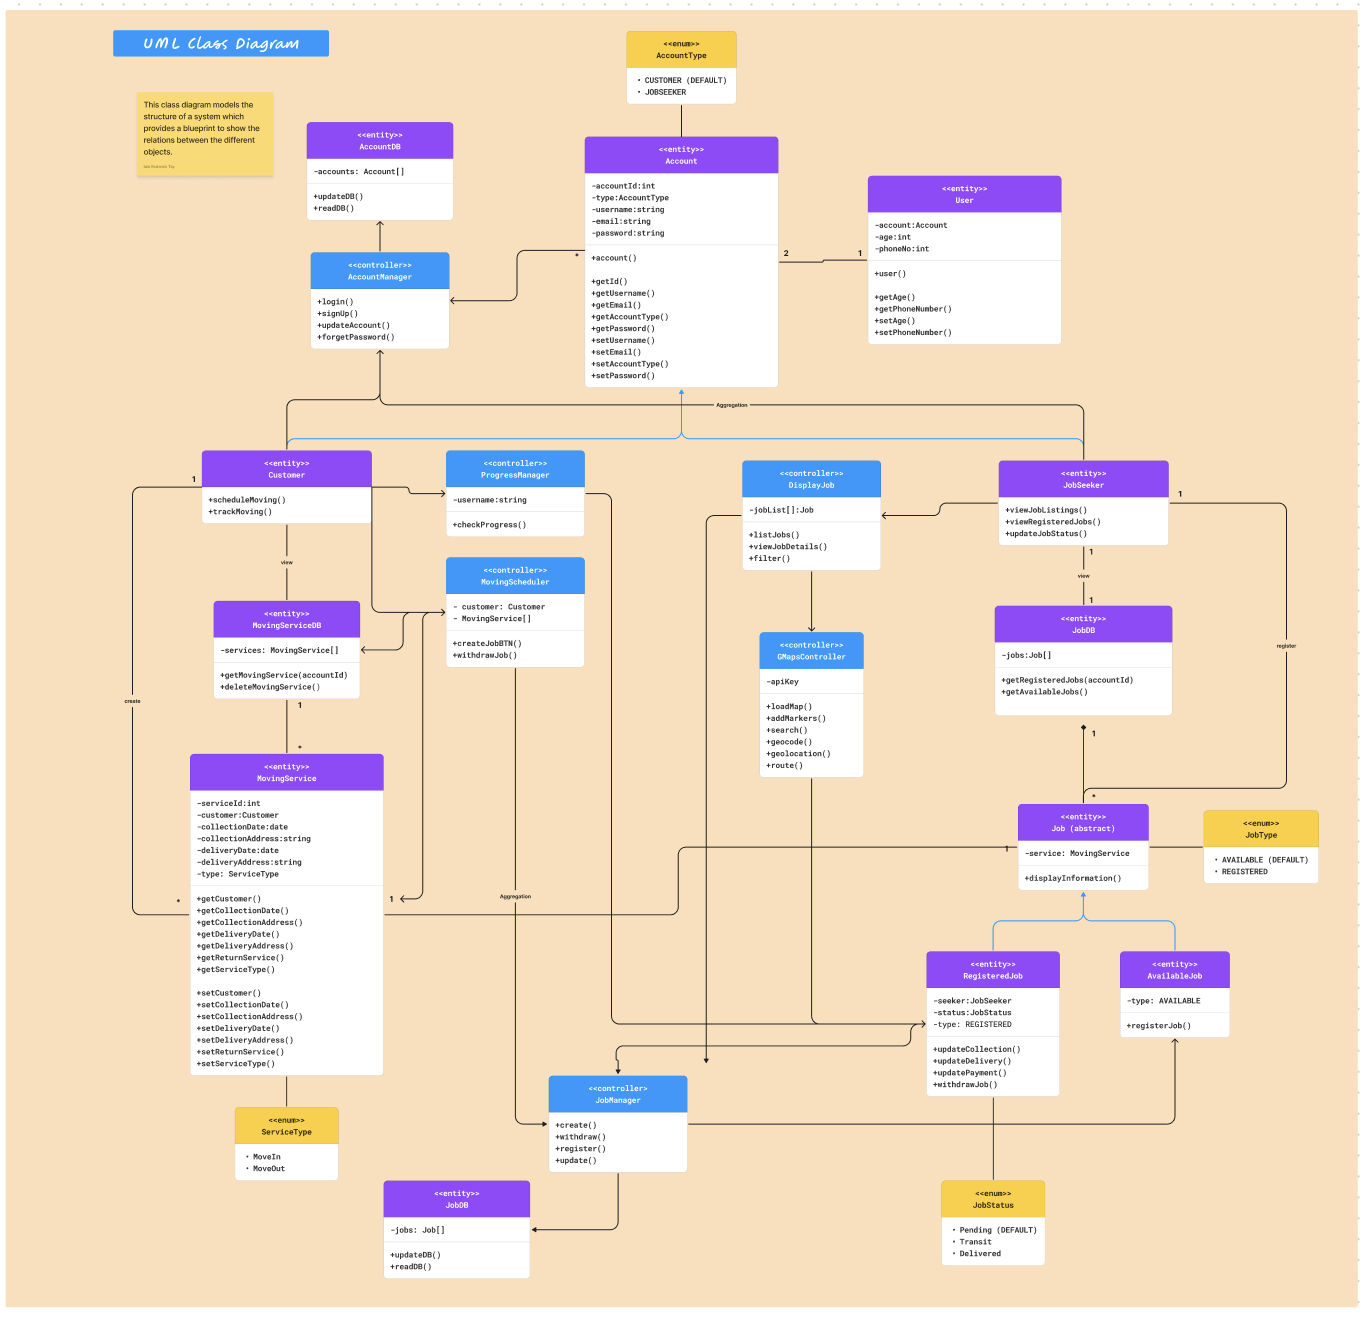 UML Class Diagram
This class diagram models the
structure of a system which
provides a blueprint to show the
relations between the different
objects.
<<enum>>
AccountType
• CUSTOMER (DEFAULT)
• JOBSEEKER
<<entity>>
AccountDB
-accounts: Account[]
+updateDB()
+readDB()
<<entity>>
Account
-accountId:int
-type:AccountType
-username:string
-email:string
-password:string
+account()
+getId()
+getUsername()
+getEmail()
+getAccountType()
+getPassword()
+setUsername()
+setEmail()
+setAccountType()
+setPassword()
<<entity>>
User
-account:Account
-age:int
-phoneNo:int
+user()
+getAge()
+getPhoneNumber()
+setAge()
+setPhoneNumber()
2
1
*
<<controller>>
AccountManager
+login()
+signUp()
+updateAccount()
+forgetPassword()
Aggregation
<<entity>>
Customer
+scheduleMoving()
+trackMoving()
1
<<controller>>
ProgressManager
-username:string
+checkProgress()
<<controller>>
DisplayJob
-jobList[]:Job
+listJobs()
+viewJobDetails()
+filter()
<<entity>>
JobSeeker
+viewJobListings()
+viewRegisteredJobs()
+updateJobStatus()
1
1
view
1
view
<<controller>>
MovingScheduler
- customer: Customer
- MovingService[]
+createJobBTN()
+withdrawJob()
<<entity>>
MovingServiceDB
-services: MovingService[]
+getMovingService(accountId)
+deleteMovingService()
1
*
create
<<controller>>
GMapsController
-apiKey
+loadMap()
+addMarkers()
+search()
+geocode()
+geolocation()
+route()
<<entity>>
JobDB
-jobs:Job[]
+getRegisteredJobs(accountId)
+getAvailableJobs()
register
1
*
<<entity>>
MovingService
-serviceId:int
-customer:Customer
-collectionDate:date
-collectionAddress:string
-deliveryDate:date
-deliveryAddress:string
-type: ServiceType
+getCustomer()
+getCollectionDate()
+getCollectionAddress()
+getDeliveryDate()
+getDeliveryAddress()
+getReturnService()
+getServiceType()
+setCustomer()
+setCollectionDate()
+setCollectionAddress()
+setDeliveryDate()
+setDeliveryAddress()
+setReturnService()
+setServiceType()
*
1
Aggregation
<<entity>>
Job (abstract)
-service: MovingService
+displayInformation()
1
<<enum>>
JobType
• AVAILABLE (DEFAULT)
• REGISTERED
<<entity>>
RegisteredJob
-seeker:JobSeeker
-status:JobStatus
-type: REGISTERED
+updateCollection()
+updateDelivery()
+updatePayment()
+withdrawJob()
<<entity>>
AvailableJob
-type: AVAILABLE
+registerJob()
<<controller>
JobManager
+create()
+withdraw()
+register()
+update()
<<enum>>
ServiceType
• MoveIn
• MoveOut
<<entity>>
JobDB
-jobs: Job[]
+updateDB()
+readDB()
<<enum>>
JobStatus
• Pending (DEFAULT)
• Transit
• Delivered